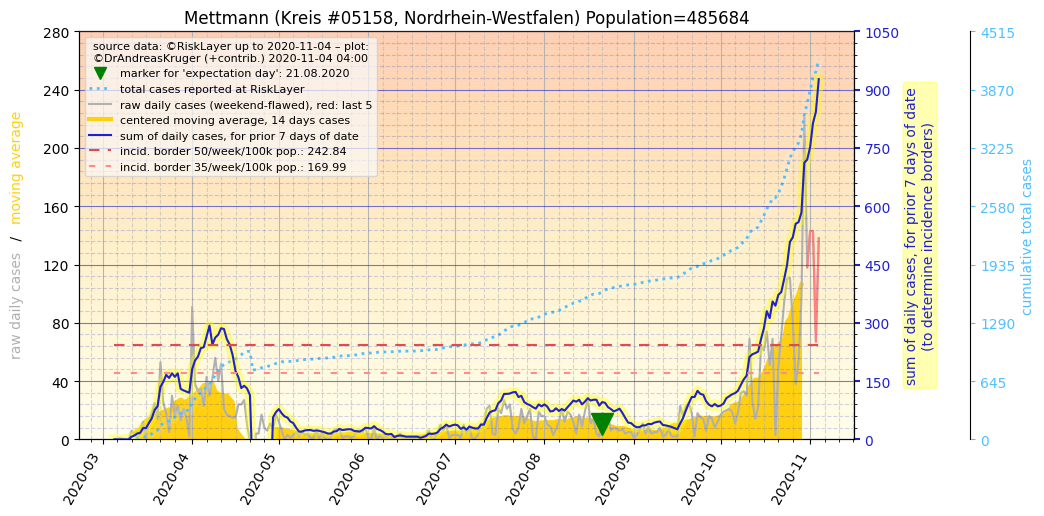 Mettmann (Kreis #05158, Nordrhein-Westfalen) Population=485684
source data: ©RiskLayer up to 2020-11-04 – plot:
©DrAndreasKruger (+contrib.) 2020-11-04 04:00
marker for 'expectation day': 21.08.2020
total cases reported at RiskLayer
raw daily cases (weekend-flawed), red: last 5
centered moving average, 14 days cases
sum of daily cases, for prior 7 days of date
incid. border 50/week/100k pop.: 242.84
incid. border 35/week/100k pop.: 169.99
raw daily cases / moving average
280
240
200
160
120
80
40
0
2020-03
2020-04
2020-05
2020-06
2020-07
2020-08
2020-09
2020-10
2020-11
1050
900
750
600
450
300
150
0
sum of daily cases, for prior 7 days of date
(to determine incidence borders)
4515
3870
3225
2580
1935
1290
645
0
cumulative total cases